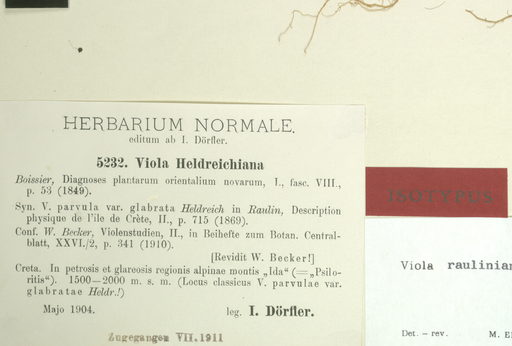 HERBARIUM NORMALE.
editum ab I. Dörfler.
5232. Viola Heldreichiana
Boissier, Diagnoses plantarum orientalium novarum, I., fasc. VIII.,
p. 53 (1849).
Syn. V. parvula var. glabrata Heldreich in Raulin, Description
physique de l'île de Crète, II., p. 715 (1869).
Conf. W. Becker, Violenstudien, II., in Beihefte zum Botan. Central-
blatt, XXVI./2, p. 341 (1910).
[Revidit W. Becker!]
Creta. In petrosis et glareosis regionis alpinae montis „Ida“ (= „Psilo-
ritis“). 1500—2000 m. s. m. (Locus classicus V. parvulae var.
glabratae Heldr.!)
Majo 1904.
leg. I. Dörfler.
Zugegangen VII.1911
ISOTYPUS
Viola raulinian
Det. – rev.
M. E